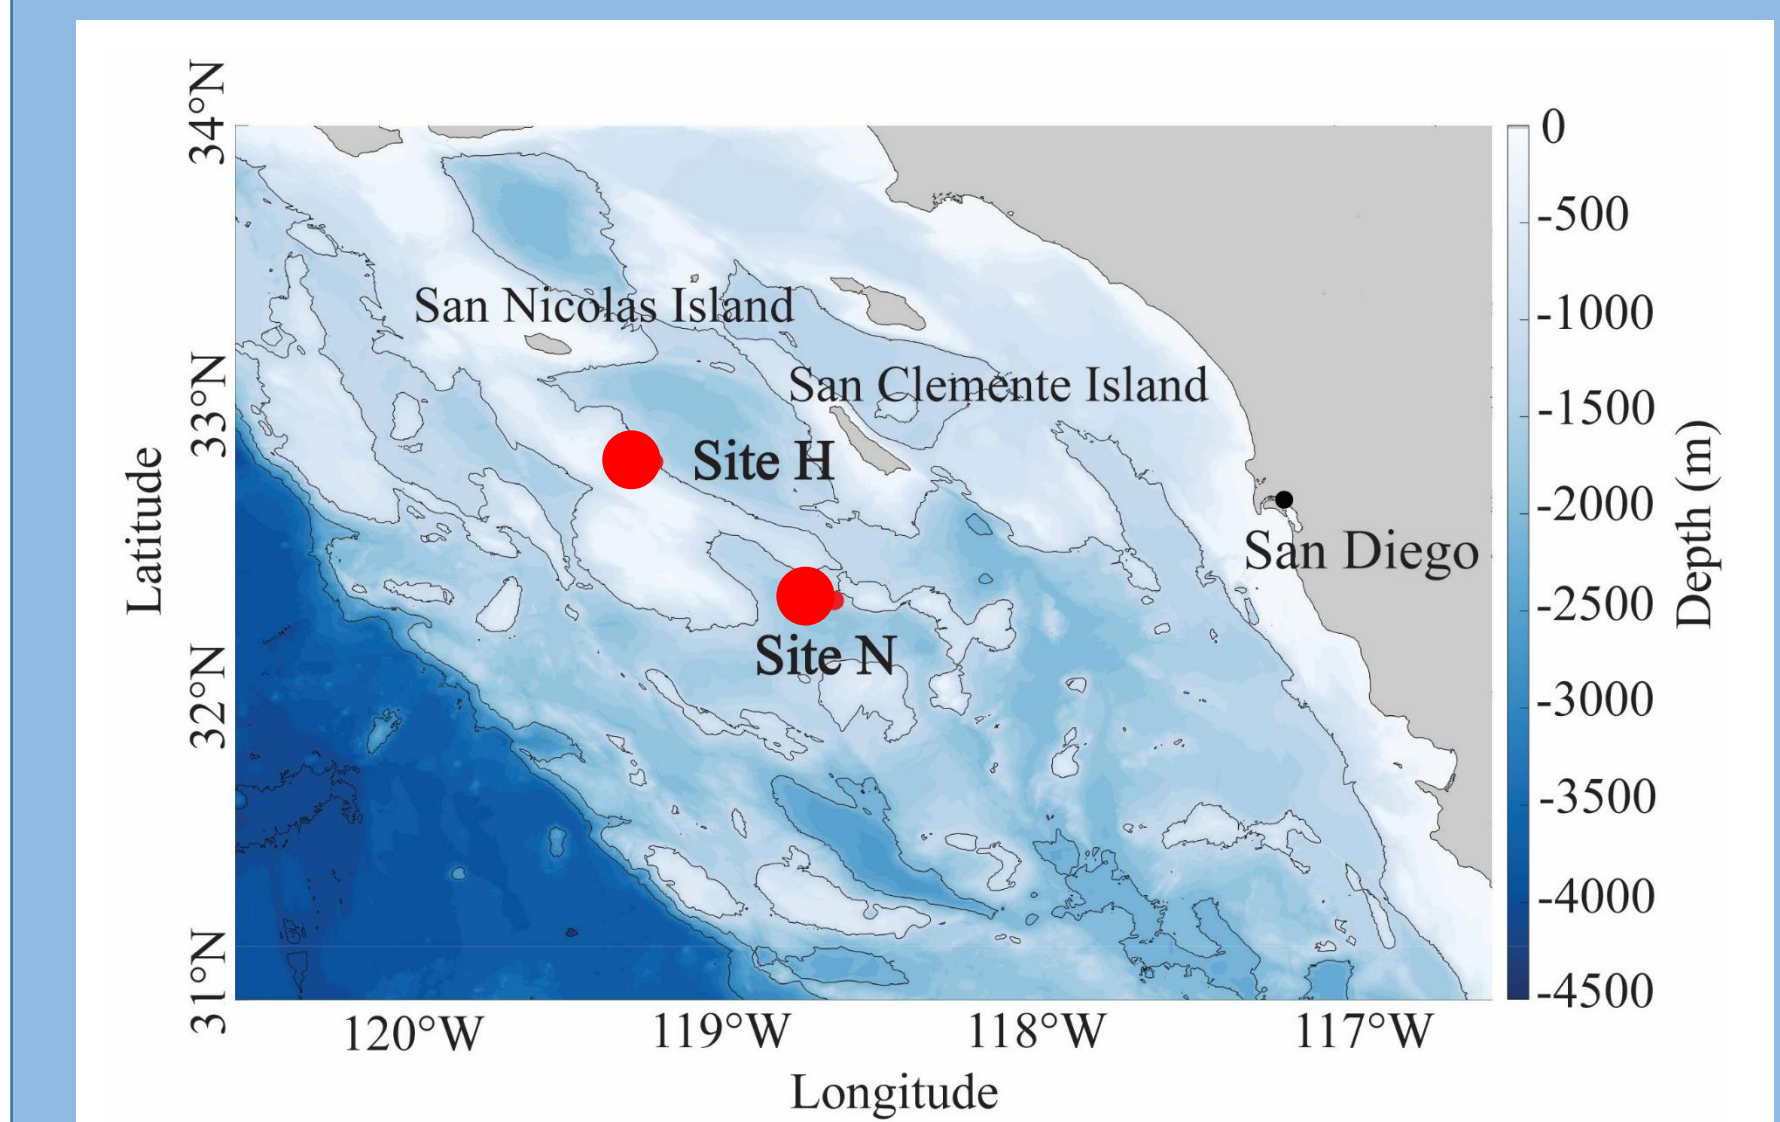 34°N
33°N
32°N
31°N
Latitude
San Nicolas Island
San Clemente Island
Site H
Site N
San Diego
0
-500
-1000
-1500
-2000
-2500
-3000
-3500
-4000
-4500
Depth (m)
120°W
119°W
118°W
117°W
Longitude